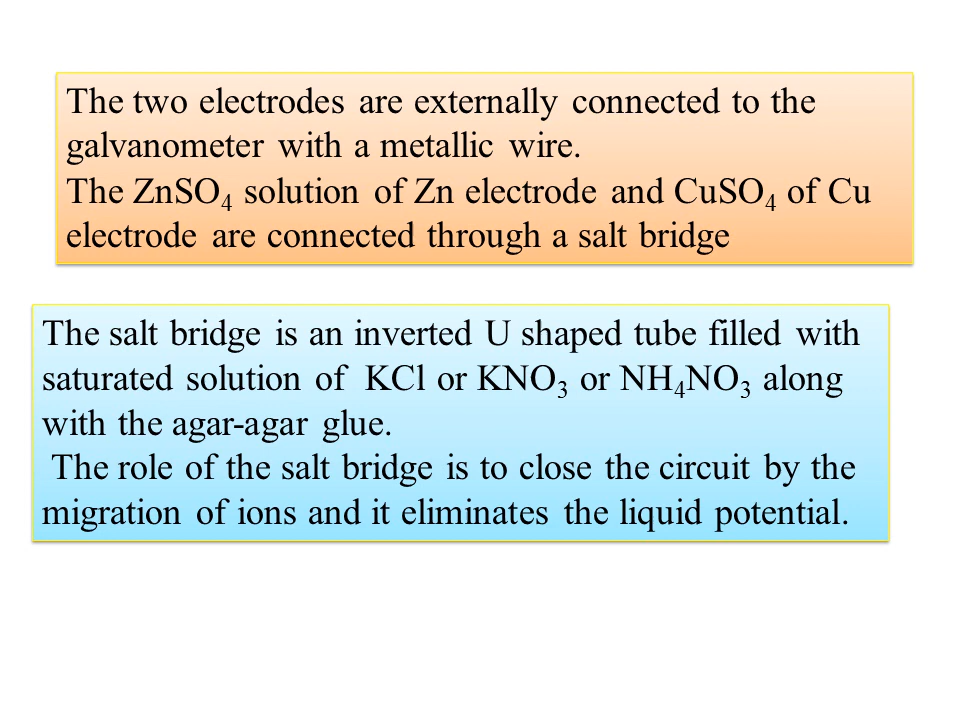 The two electrodes are externally connected to the
galvanometer with a metallic wire.
The ZnSO₄ solution of Zn electrode and CuSO₄ of Cu
electrode are connected through a salt bridge
The salt bridge is an inverted U shaped tube filled with
saturated solution of KCl or KNO₃ or NH₄NO₃ along
with the agar-agar glue.
The role of the salt bridge is to close the circuit by the
migration of ions and it eliminates the liquid potential.